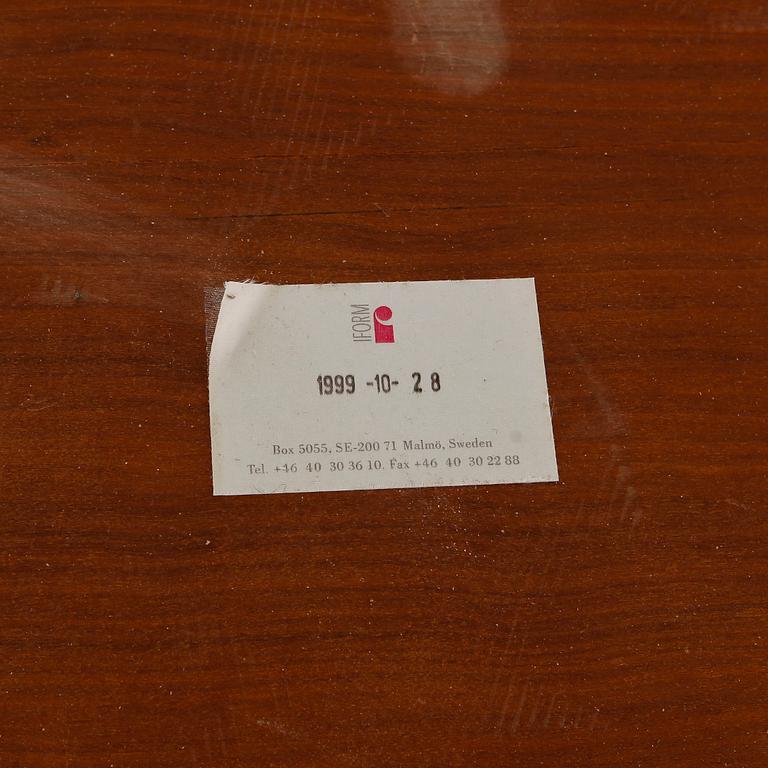 IFORM
1999 -10- 28
Box 5055, SE-200 71 Malmö, Sweden
Tel. +46 40 30 36 10. Fax +46 40 30 22 88